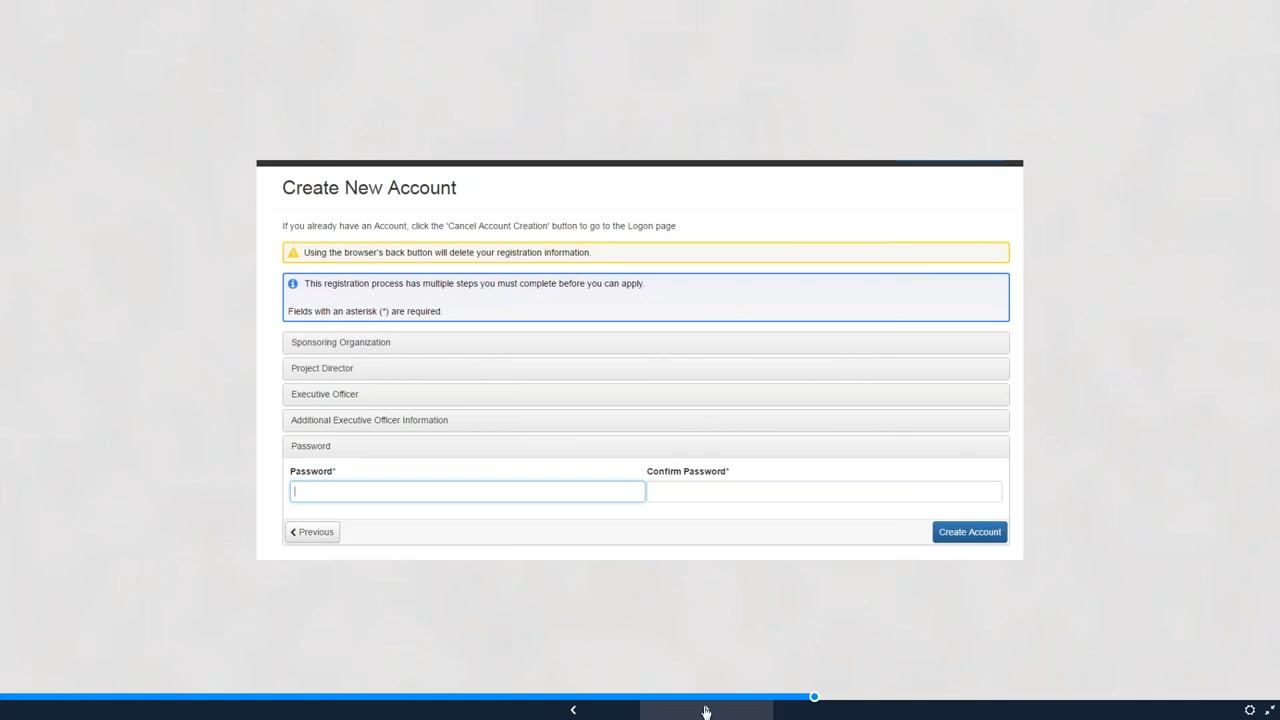 Create New Account
If you already have an Account, click the 'Cancel Account Creation' button to go to the Logon page
Using the browser's back button will delete your registration information.
This registration process has multiple steps you must complete before you can apply.
Fields with an asterisk (*) are required.
Sponsoring Organization
Project Director
Executive Officer
Additional Executive Officer Information
Password
Password* Confirm Password*
Previous Create Account